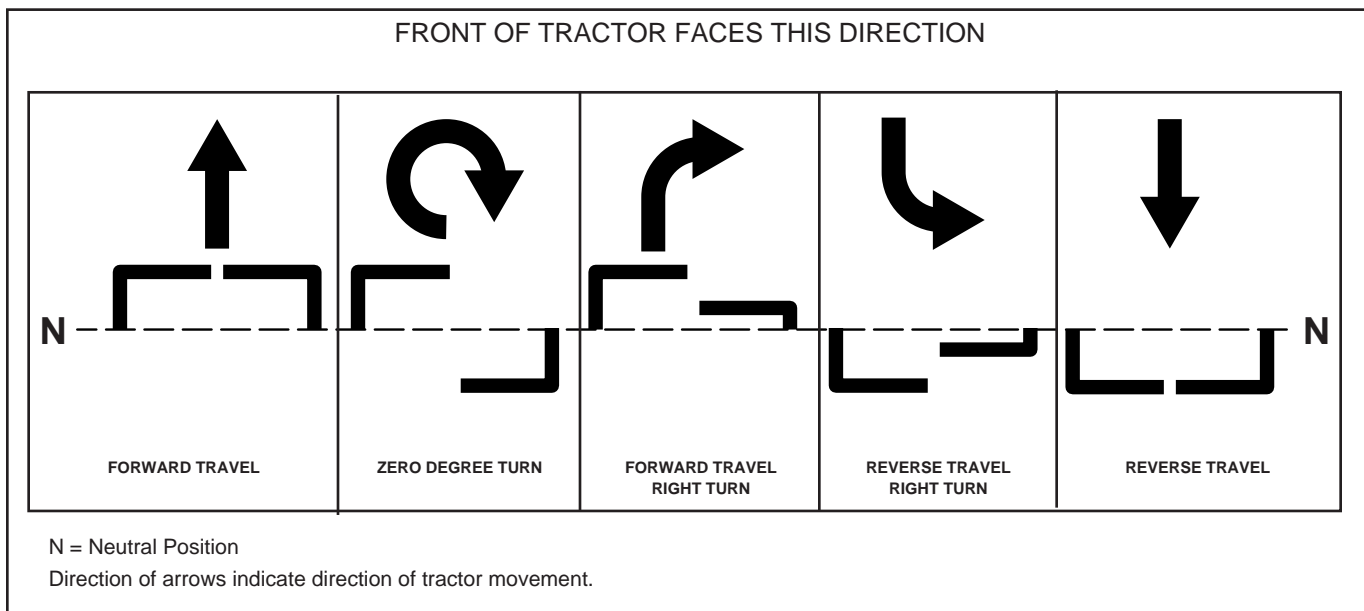 FRONT OF TRACTOR FACES THIS DIRECTION
N
N
FORWARD TRAVEL
ZERO DEGREE TURN
FORWARD TRAVEL
RIGHT TURN
REVERSE TRAVEL
RIGHT TURN
REVERSE TRAVEL
N = Neutral Position
Direction of arrows indicate direction of tractor movement.